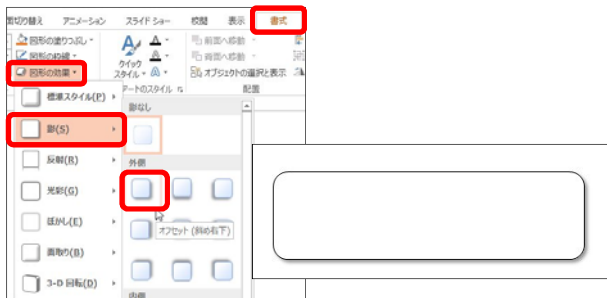 面切り替え アニメーション スライド ショー 校閲 表示 書式
図形の塗りつぶし
図形の枠線
図形の効果
クイック
スタイル
前面へ移動
背面へ移動
オブジェクトの選択と表示
アートのスタイル 配置
標準スタイル(P)
影なし
影(S)
反射(R)
外側
光彩(G)
ぼかし(E)
オフセット (斜め右下)
面取り(B)
3-D 回転(D)
内側